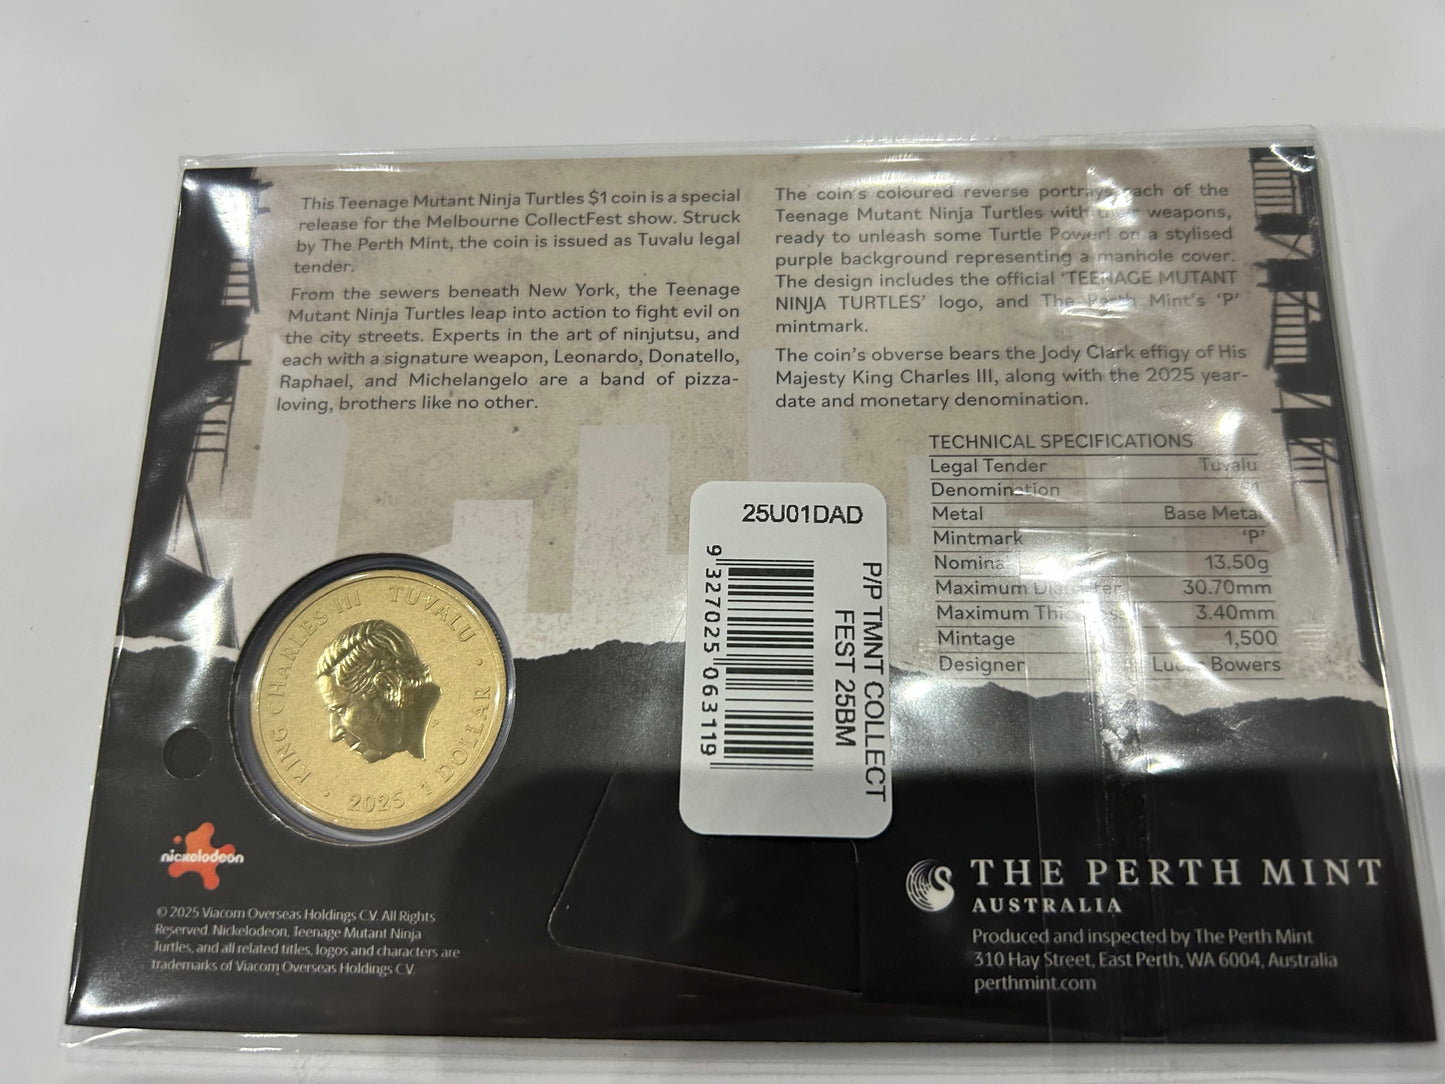 This Teenage Mutant Ninja Turtles $1 coin is a special
release for the Melbourne CollectFest show. Struck
by The Perth Mint, the coin is issued as Tuvalu legal
tender.
From the sewers beneath New York, the Teenage
Mutant Ninja Turtles leap into action to fight evil on
the city streets. Experts in the art of ninjutsu, and
each with a signature weapon, Leonardo, Donatello,
Raphael, and Michelangelo are a band of pizza-
loving, brothers like no other.
The coin's coloured reverse portrays each of the
Teenage Mutant Ninja Turtles with their weapons,
ready to unleash some Turtle Power! on a stylised
purple background representing a manhole cover.
The design includes the official 'TEENAGE MUTANT
NINJA TURTLES' logo, and The Perth Mint's 'P'
mintmark.
The coin's obverse bears the Jody Clark effigy of His
Majesty King Charles III, along with the 2025 year-
date and monetary denomination.
TECHNICAL SPECIFICATIONS
Legal Tender Tuvalu
Denomination $1
Metal Base Metal
Mintmark 'P'
Nominal 13.50g
Maximum Diameter 30.70mm
Maximum Thickness 3.40mm
Mintage 1,500
Designer Lucas Bowers
25U01DAD
P/P TMNT COLLECT
FEST 25BM
9 327025 063119
KING CHARLES III TUVALU
2025 1 DOLLAR
nickelodeon
© 2025 Viacom Overseas Holdings C.V. All Rights
Reserved. Nickelodeon, Teenage Mutant Ninja
Turtles, and all related titles, logos and characters are
trademarks of Viacom Overseas Holdings C.V.
THE PERTH MINT
AUSTRALIA
Produced and inspected by The Perth Mint
310 Hay Street, East Perth, WA 6004, Australia
perthmint.com